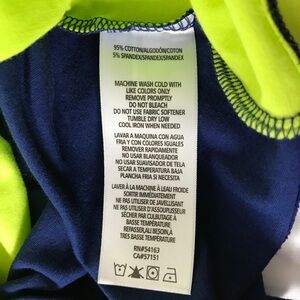 95% COTTON/ALGODÓN/COTON
5% SPANDEX/SPANDEX/SPANDEX
MACHINE WASH COLD WITH
LIKE COLORS ONLY
REMOVE PROMPTLY
DO NOT BLEACH
DO NOT USE FABRIC SOFTENER
TUMBLE DRY LOW
COOL IRON WHEN NEEDED
LAVAR A MAQUINA CON AGUA
FRIA Y CON COLORES IGUALES
REMOVER RAPIDAMENTE
NO USAR BLANQUEADOR
NO USAR SUAVISADOR DE TELA
SECAR A TEMPERATURA BAJA
PLANCHA FRIA SI ES NECESARIO
LAVER À LA MACHINE À L'EAU FROIDE
SORTIR IMMÉDIATEMENT
NE PAS UTILISER DE JAVELLISANT
NE PAS UTILISER D'ASSOUPLISSEUR
SÉCHER PAR CULBUTAGE À
BASSE TEMPÉRATURE
REPASSER, AU BESOIN, À
TRES BASSE TEMPÉRATURE
RN#54163
CA#57151